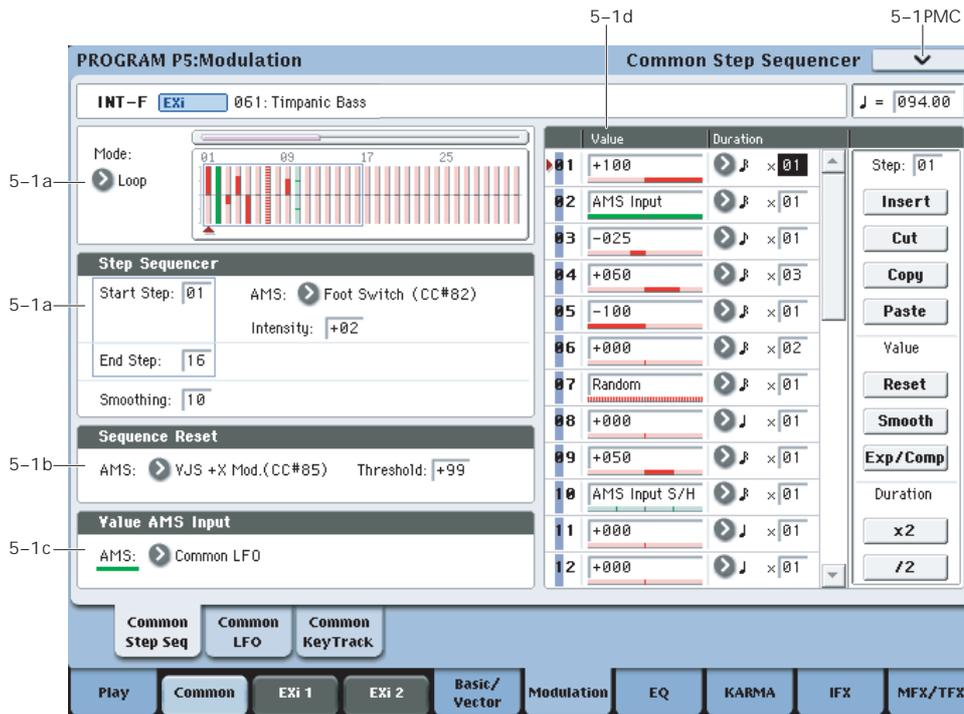 5-1d
5-1PMC
PROGRAM P5:Modulation
Common Step Sequencer
INT-F EXi 061: Timpanic Bass
♩ = 094.00
5-1a
Mode:
Loop
01 09 17 25
5-1a
Step Sequencer
Start Step: 01
AMS: Foot Switch (CC#82)
Intensity: +02
End Step: 16
Smoothing: 10
5-1b
Sequence Reset
AMS: YJS +X Mod.(CC#85) Threshold: +99
5-1c
Value AMS Input
AMS: Common LFO
Value Duration
01 +100 ×01
02 AMS Input ×01
03 -025 ×01
04 +060 ×03
05 -100 ×01
06 +000 ×02
07 Random ×01
08 +000 ×01
09 +050 ×01
10 AMS Input S/H ×01
11 +000 ×01
12 +000 ×01
Step: 01
Insert
Cut
Copy
Paste
Value
Reset
Smooth
Exp/Comp
Duration
x2
/2
Common Step Seq
Common LFO
Common KeyTrack
Play
Common
EXi 1
EXi 2
Basic/Vector
Modulation
EQ
KARMA
IFX
MFX/TFX